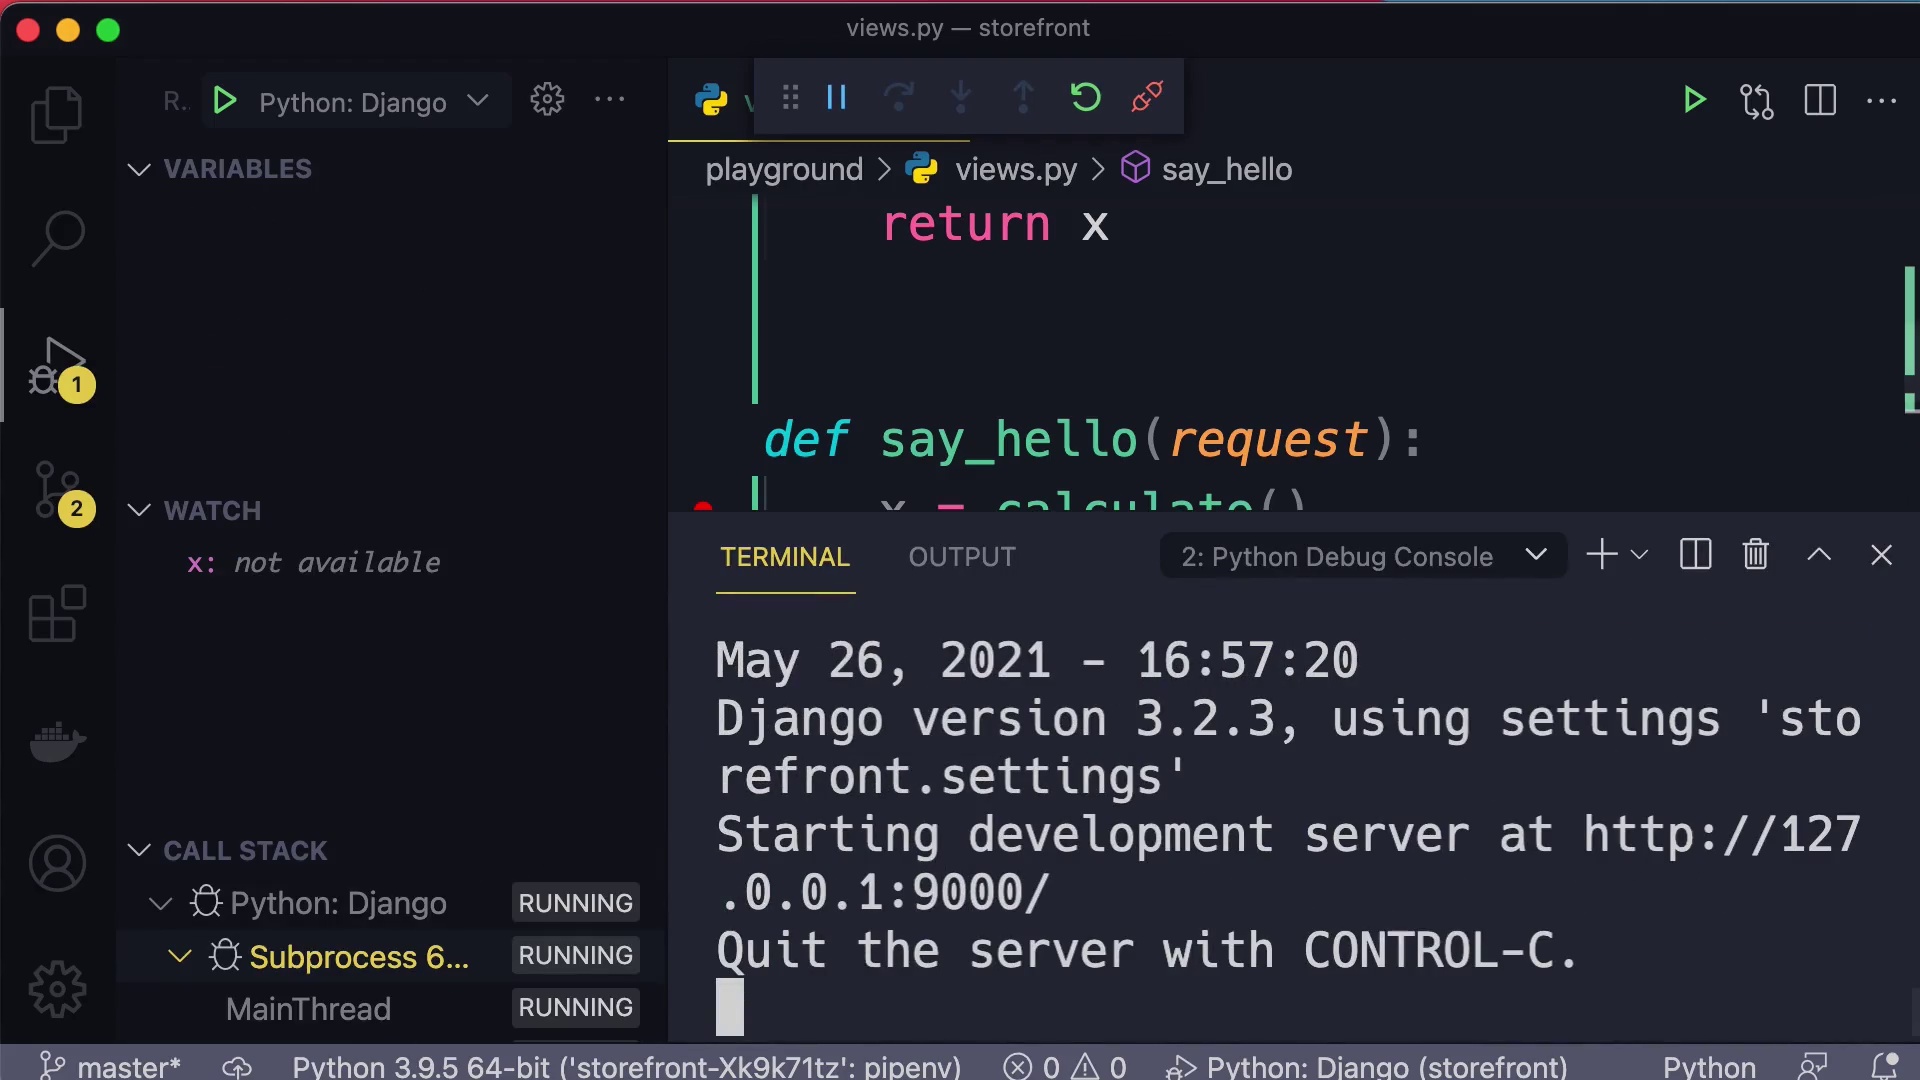 views.py — storefront
R..
Python: Django
VARIABLES
playground > views.py > say_hello
return x
def say_hello(request):
x = calculate()
WATCH
x: not available
TERMINAL
OUTPUT
2: Python Debug Console
May 26, 2021 - 16:57:20
Django version 3.2.3, using settings 'sto
refront.settings'
Starting development server at http://127
.0.0.1:9000/
Quit the server with CONTROL-C.
CALL STACK
Python: Django RUNNING
Subprocess 6... RUNNING
MainThread RUNNING
1
2
master* Python 3.9.5 64-bit ('storefront-Xk9k71tz': pipenv) 0 0 Python: Django (storefront) Python